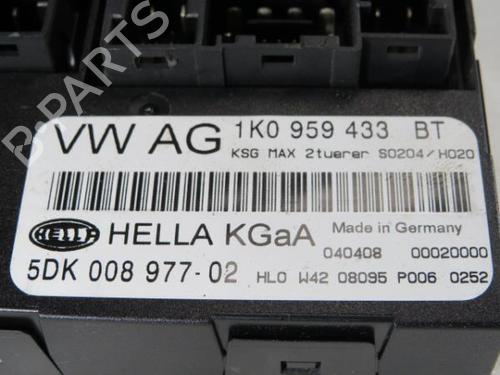 B-PARTS
VW AG 1K0 959 433 BT
KSG MAX 2tuerer S0204/H020
HELLA HELLA KGaA Made in Germany
040408 00020000
5DK 008 977-02 HL0 W42 08095 P006 0252